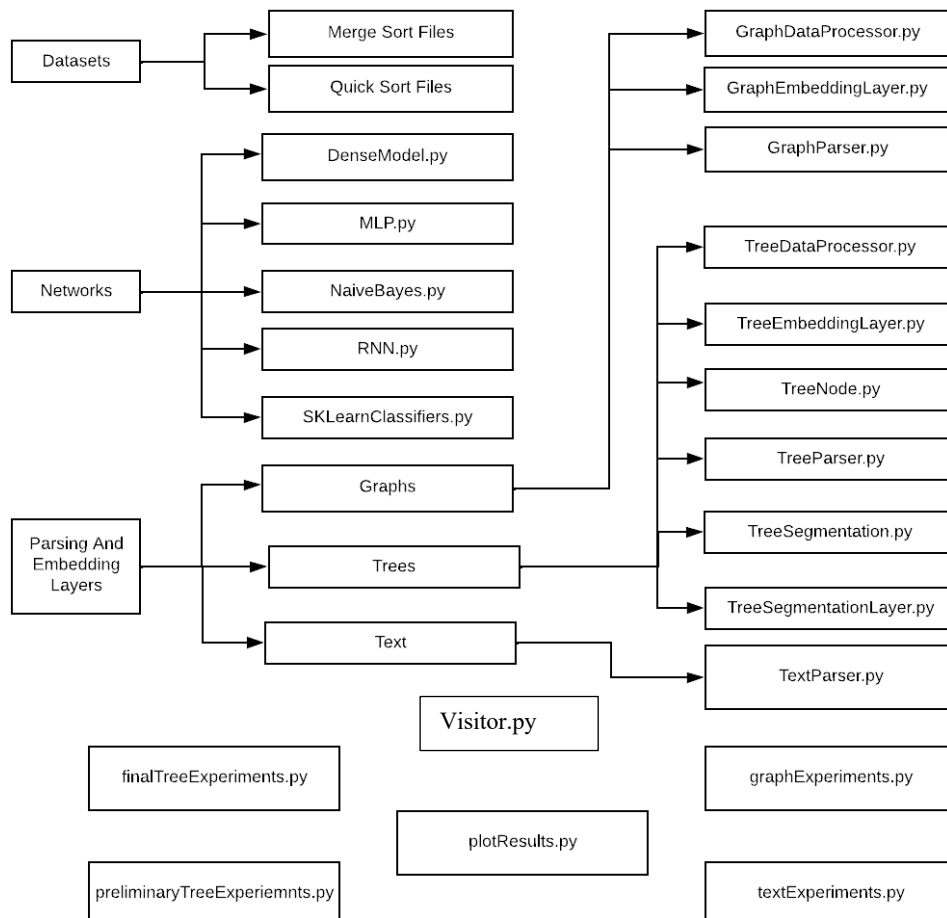 Datasets
Merge Sort Files
Quick Sort Files
Networks
DenseModel.py
MLP.py
NaiveBayes.py
RNN.py
SKLearnClassifiers.py
Parsing And
Embedding
Layers
Graphs
Trees
Text
GraphDataProcessor.py
GraphEmbeddingLayer.py
GraphParser.py
TreeDataProcessor.py
TreeEmbeddingLayer.py
TreeNode.py
TreeParser.py
TreeSegmentation.py
TreeSegmentationLayer.py
TextParser.py
Visitor.py
finalTreeExperiments.py
graphExperiments.py
plotResults.py
preliminaryTreeExperiemnts.py
textExperiments.py